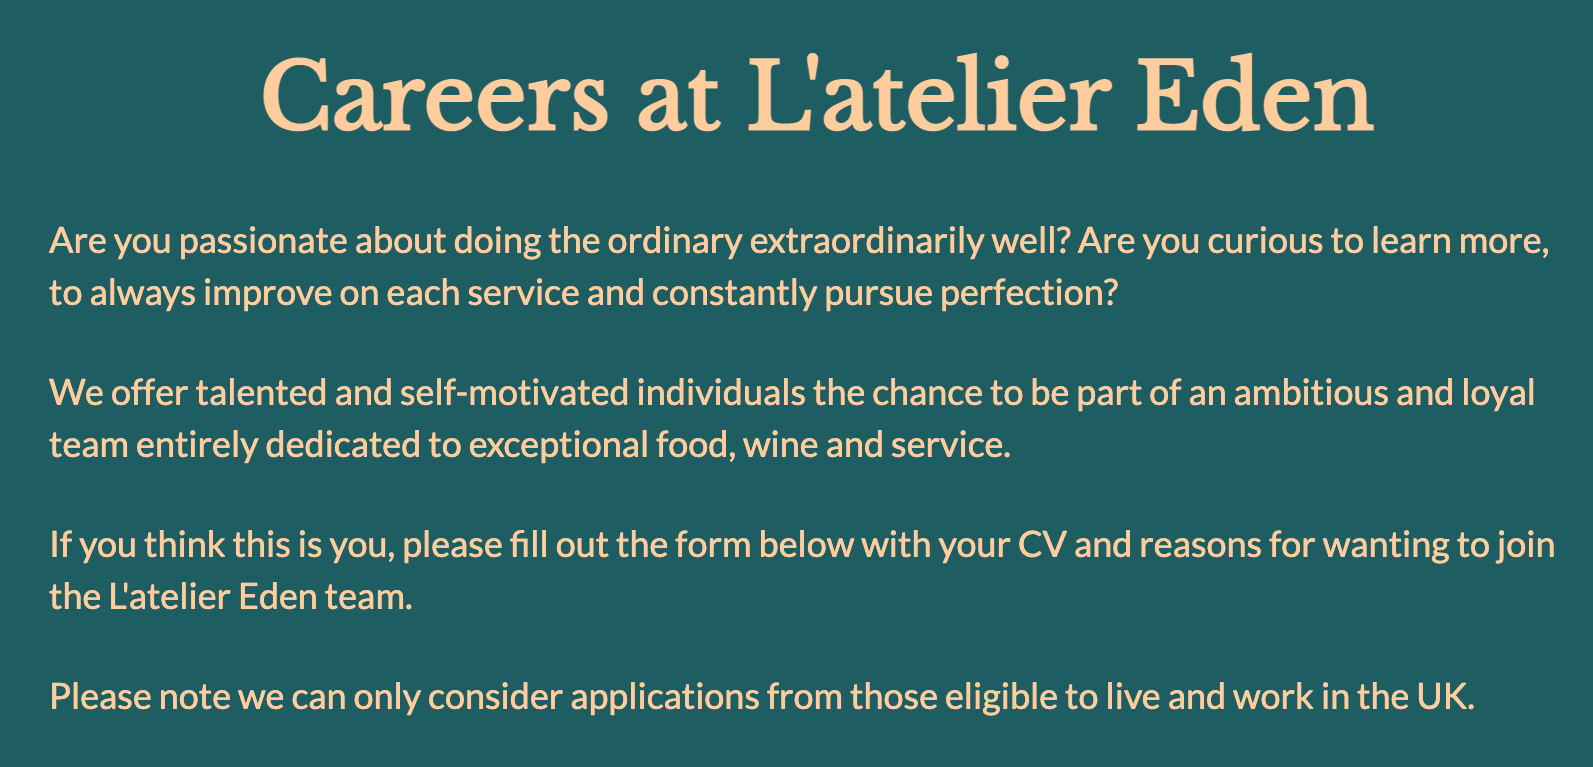 Careers at L'atelier Eden
Are you passionate about doing the ordinary extraordinarily well? Are you curious to learn more,
to always improve on each service and constantly pursue perfection?
We offer talented and self-motivated individuals the chance to be part of an ambitious and loyal
team entirely dedicated to exceptional food, wine and service.
If you think this is you, please fill out the form below with your CV and reasons for wanting to join
the L'atelier Eden team.
Please note we can only consider applications from those eligible to live and work in the UK.